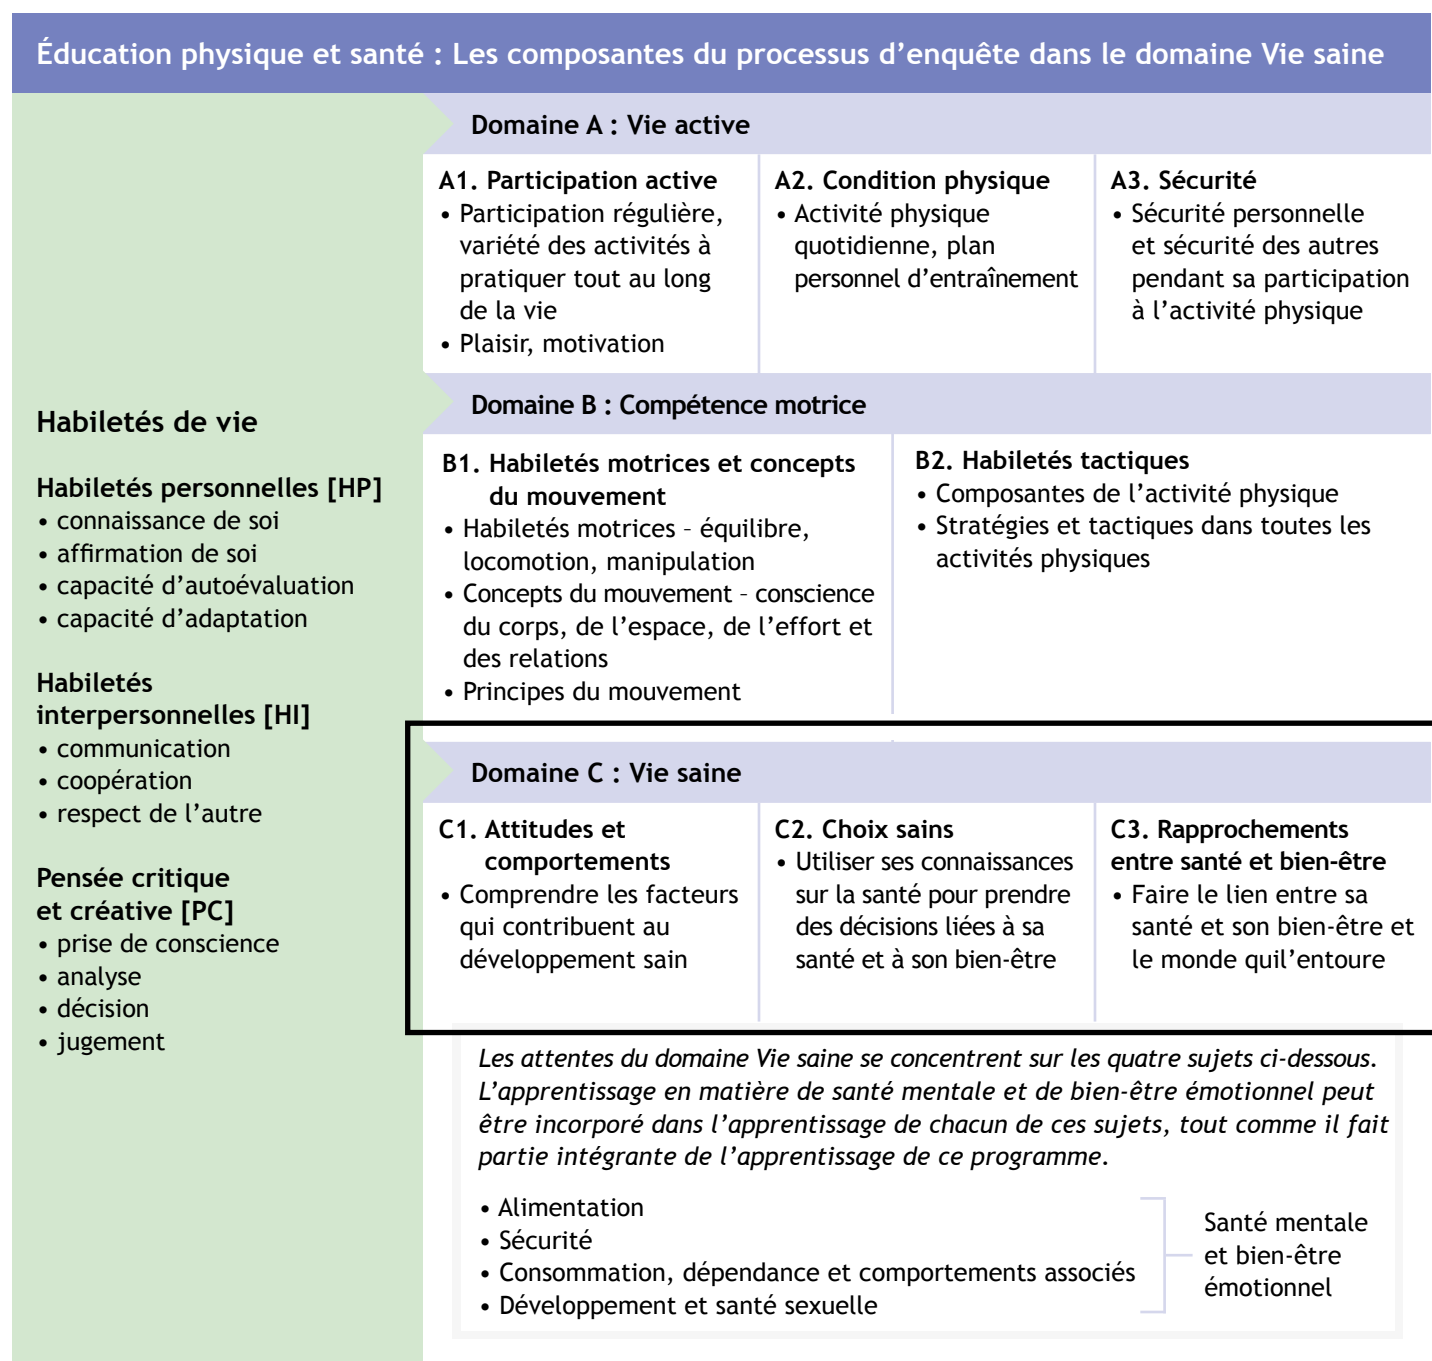 Éducation physique et santé : Les composantes du processus d’enquête dans le domaine Vie saine
Habiletés de vie
Habiletés personnelles [HP]
• connaissance de soi
• affirmation de soi
• capacité d’autoévaluation
• capacité d’adaptation
Habiletés
interpersonnelles [HI]
• communication
• coopération
• respect de l’autre
Pensée critique
et créative [PC]
• prise de conscience
• analyse
• décision
• jugement
Domaine A : Vie active
A1. Participation active
• Participation régulière,
variété des activités à
pratiquer tout au long
de la vie
• Plaisir, motivation
A2. Condition physique
• Activité physique
quotidienne, plan
personnel d’entraînement
A3. Sécurité
• Sécurité personnelle
et sécurité des autres
pendant sa participation
à l’activité physique
Domaine B : Compétence motrice
B1. Habiletés motrices et concepts
du mouvement
• Habiletés motrices – équilibre,
locomotion, manipulation
• Concepts du mouvement – conscience
du corps, de l’espace, de l’effort et
des relations
• Principes du mouvement
B2. Habiletés tactiques
• Composantes de l’activité physique
• Stratégies et tactiques dans toutes les
activités physiques
Domaine C : Vie saine
C1. Attitudes et
comportements
• Comprendre les facteurs
qui contribuent au
développement sain
C2. Choix sains
• Utiliser ses connaissances
sur la santé pour prendre
des décisions liées à sa
santé et à son bien-être
C3. Rapprochements
entre santé et bien-être
• Faire le lien entre sa
santé et son bien-être et
le monde quil’entoure
Les attentes du domaine Vie saine se concentrent sur les quatre sujets ci-dessous.
L’apprentissage en matière de santé mentale et de bien-être émotionnel peut
être incorporé dans l’apprentissage de chacun de ces sujets, tout comme il fait
partie intégrante de l’apprentissage de ce programme.
• Alimentation
• Sécurité
• Consommation, dépendance et comportements associés
• Développement et santé sexuelle
Santé mentale
et bien-être
émotionnel